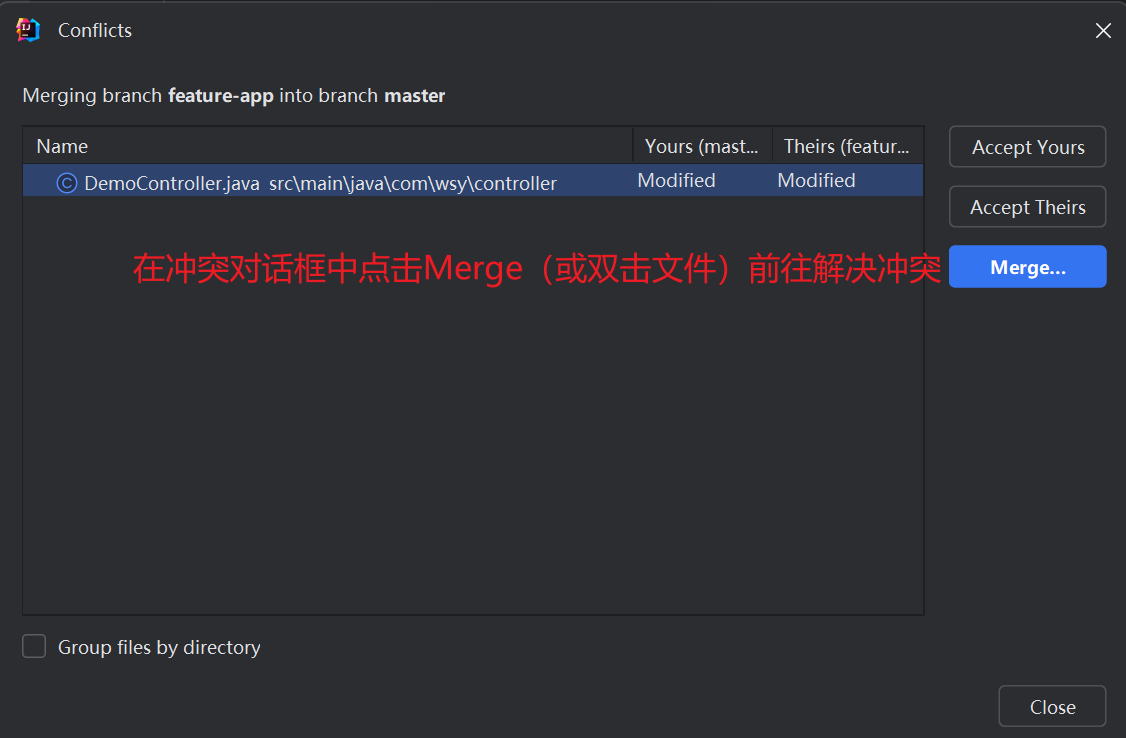 Conflicts
Merging branch feature-app into branch master
Name Yours (mast... Theirs (featur...
DemoController.java src\main\java\com\wsy\controller Modified Modified
Accept Yours
Accept Theirs
在冲突对话框中点击Merge（或双击文件）前往解决冲突
Merge...
Group files by directory
Close